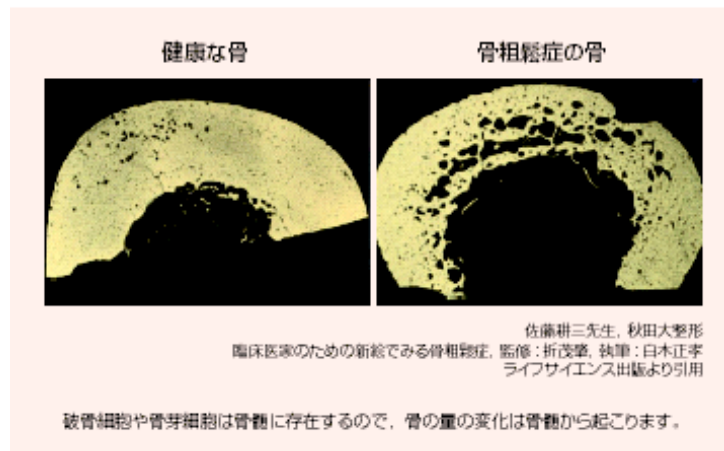 健康な骨
骨粗鬆症の骨
佐藤耕三先生, 秋田大整形
臨床医家のための新絵でみる骨粗鬆症, 監修：折茂肇, 執筆：白木正孝
ライフサイエンス出版より引用
破骨細胞や骨芽細胞は骨髄に存在するので，骨の量の変化は骨髄から起こります。